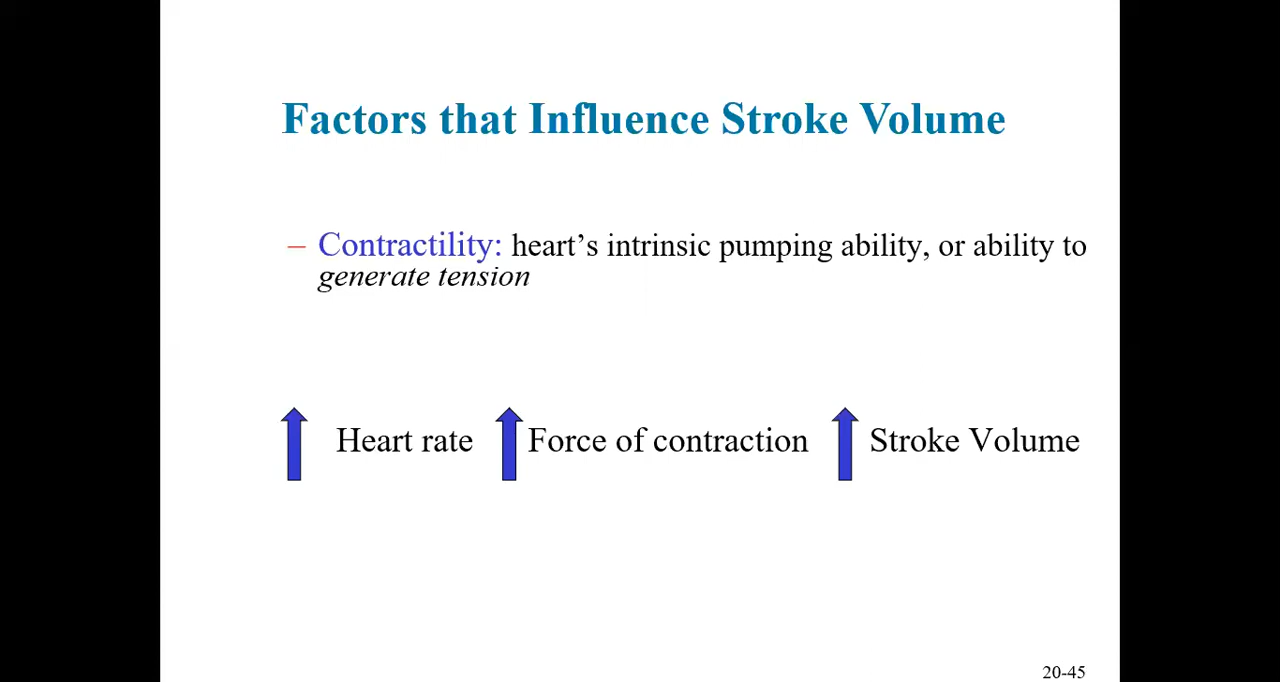 Factors that Influence Stroke Volume
– Contractility: heart’s intrinsic pumping ability, or ability to
generate tension
Heart rate Force of contraction Stroke Volume
20-45